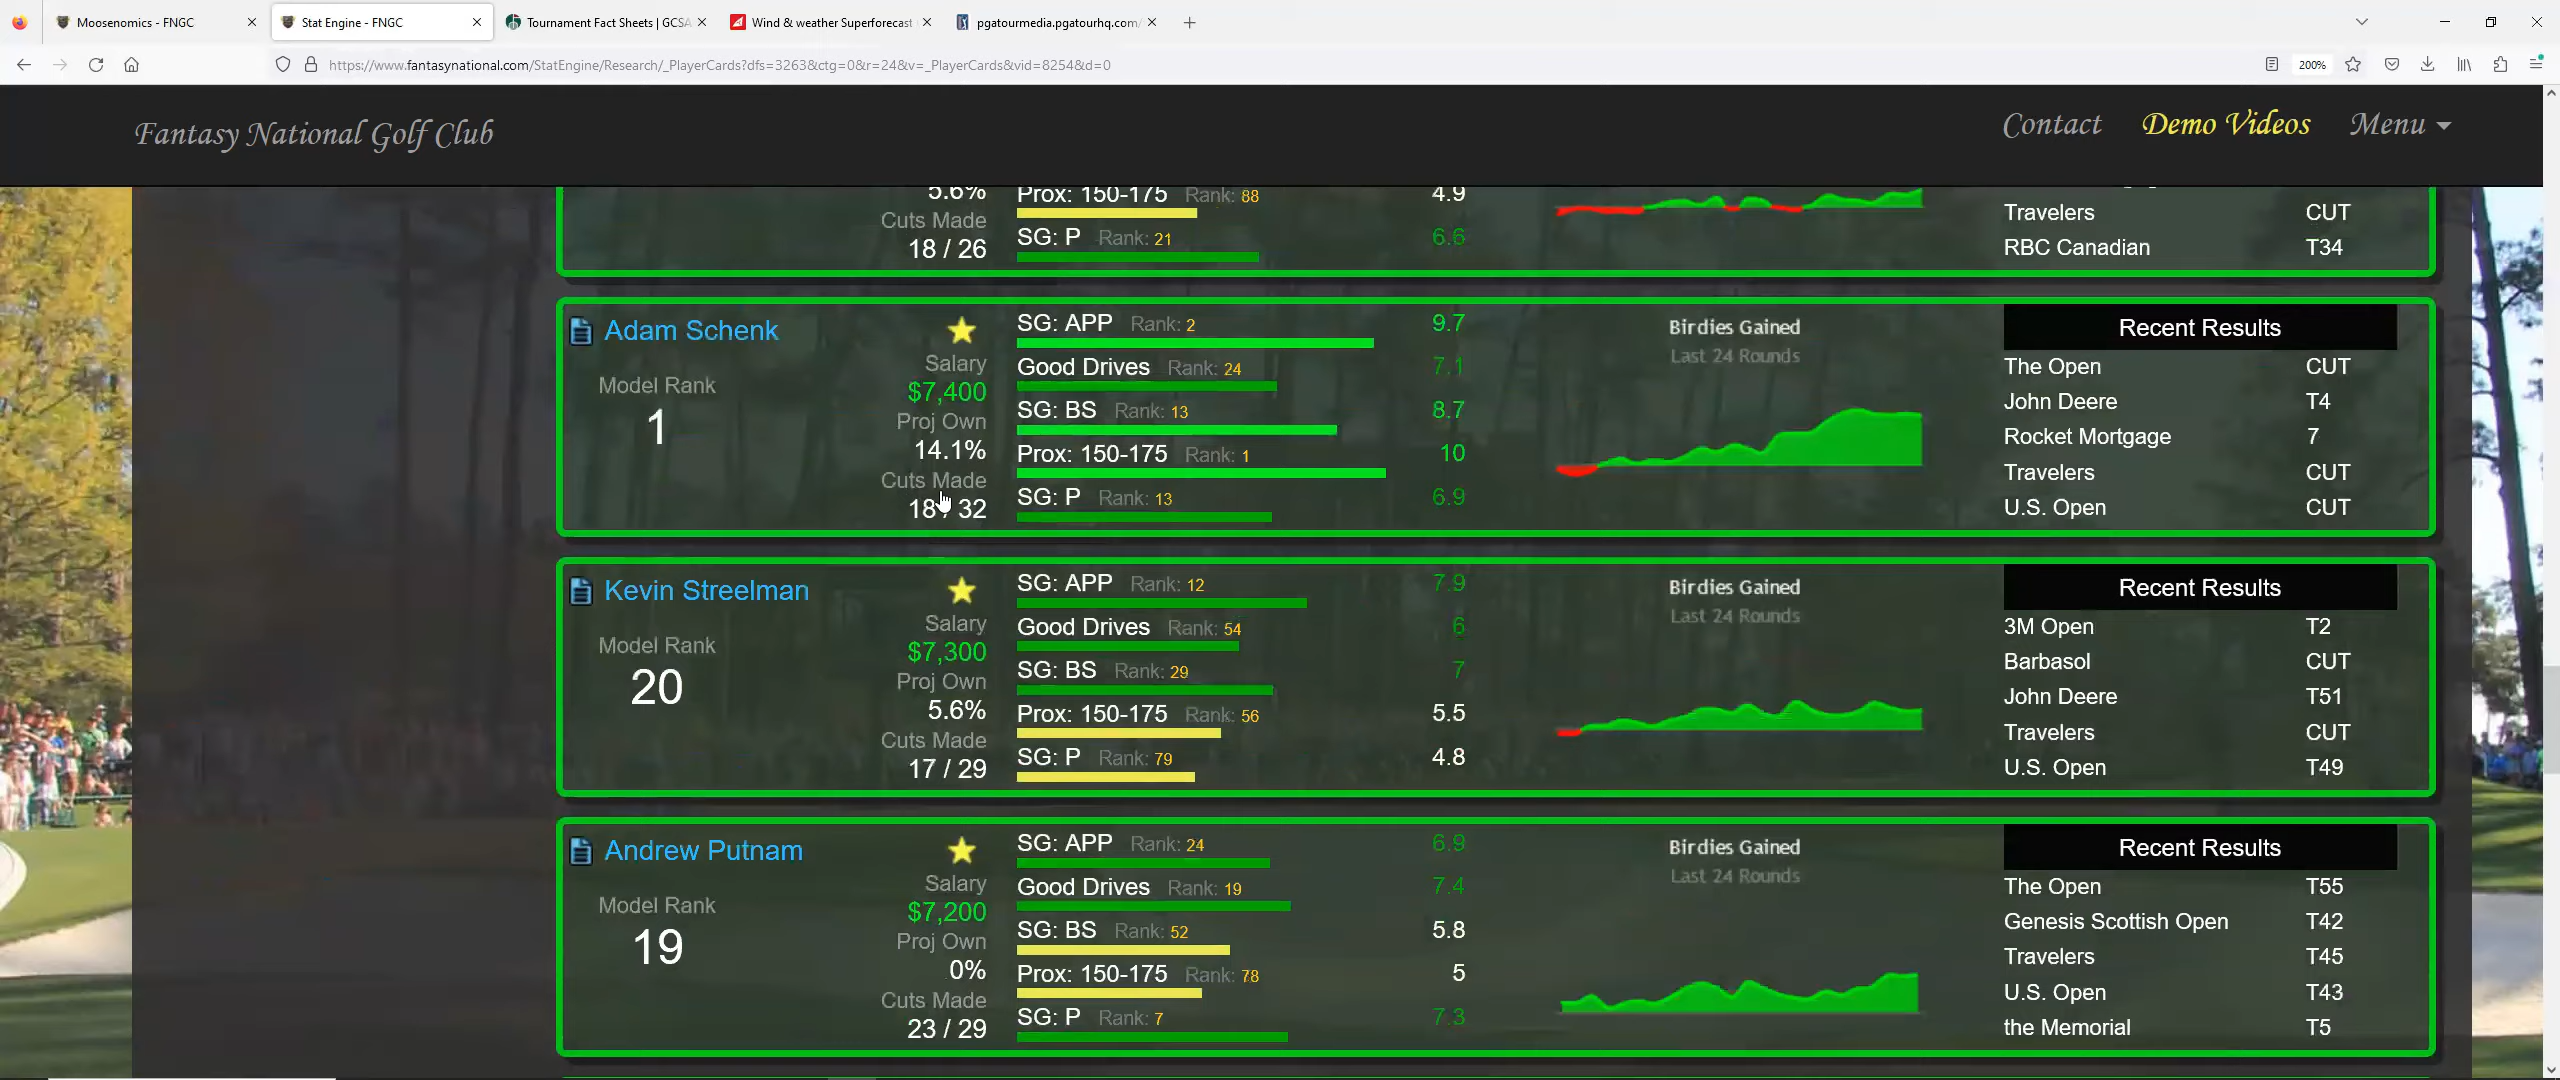 Moosenomics - FNGC
Stat Engine - FNGC
Tournament Fact Sheets | GCSA
Wind & weather Superforecast
pgatourmedia.pgatourhq.com/
https://www.fantasynational.com/StatEngine/Research/_PlayerCards?dfs=3263&ctg=0&r=24&v=_PlayerCards&vid=8254&d=0
200%
Fantasy National Golf Club
Contact
Demo Videos
Menu
5.6%
Cuts Made
18 / 26
Prox: 150-175 Rank: 88
4.9
SG: P Rank: 21
6.6
Travelers CUT
RBC Canadian T34
Adam Schenk
Model Rank
1
Salary
$7,400
Proj Own
14.1%
Cuts Made
18 / 32
SG: APP Rank: 2 9.7
Good Drives Rank: 24 7.1
SG: BS Rank: 13 8.7
Prox: 150-175 Rank: 1 10
SG: P Rank: 13 6.9
Birdies Gained
Last 24 Rounds
Recent Results
The Open CUT
John Deere T4
Rocket Mortgage 7
Travelers CUT
U.S. Open CUT
Kevin Streelman
Model Rank
20
Salary
$7,300
Proj Own
5.6%
Cuts Made
17 / 29
SG: APP Rank: 12 7.9
Good Drives Rank: 54 6
SG: BS Rank: 29 7
Prox: 150-175 Rank: 56 5.5
SG: P Rank: 79 4.8
Birdies Gained
Last 24 Rounds
Recent Results
3M Open T2
Barbasol CUT
John Deere T51
Travelers CUT
U.S. Open T49
Andrew Putnam
Model Rank
19
Salary
$7,200
Proj Own
0%
Cuts Made
23 / 29
SG: APP Rank: 24 6.9
Good Drives Rank: 19 7.4
SG: BS Rank: 52 5.8
Prox: 150-175 Rank: 78 5
SG: P Rank: 7 7.3
Birdies Gained
Last 24 Rounds
Recent Results
The Open T55
Genesis Scottish Open T42
Travelers T45
U.S. Open T43
the Memorial T5